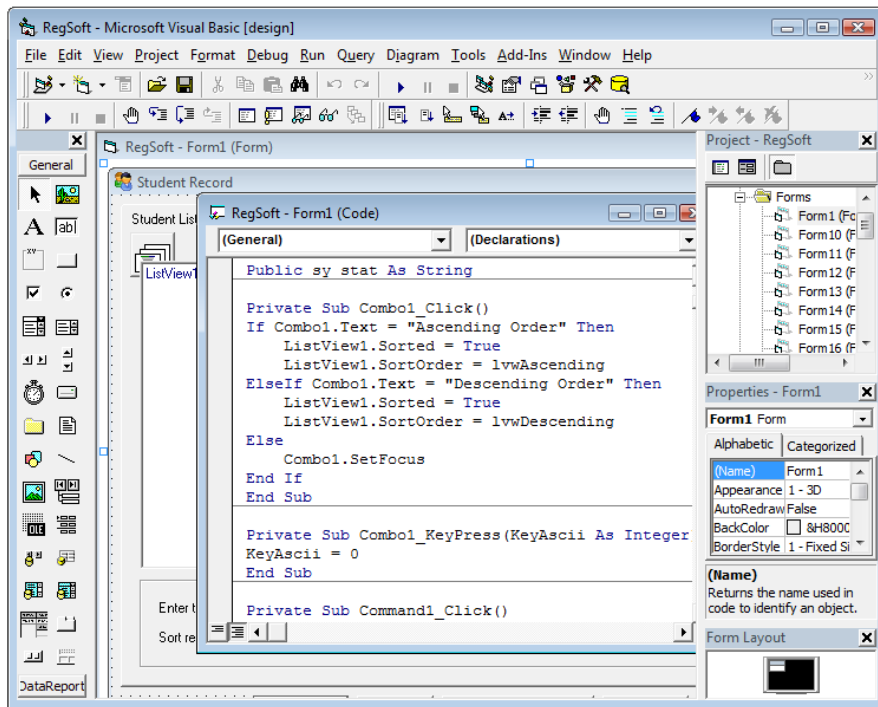 RegSoft - Microsoft Visual Basic [design]
File Edit View Project Format Debug Run Query Diagram Tools Add-Ins Window Help
General
A ab|
xv
OLE
DataReport
RegSoft - Form1 (Form)
Student Record
Student List
ListView1
Enter t
Sort re
RegSoft - Form1 (Code)
(General) (Declarations)
Public sy stat As String
Private Sub Combo1_Click()
If Combo1.Text = "Ascending Order" Then
ListView1.Sorted = True
ListView1.SortOrder = lvwAscending
ElseIf Combo1.Text = "Descending Order" Then
ListView1.Sorted = True
ListView1.SortOrder = lvwDescending
Else
Combo1.SetFocus
End If
End Sub
Private Sub Combo1_KeyPress(KeyAscii As Integer
KeyAscii = 0
End Sub
Private Sub Command1_Click()
Project - RegSoft
Forms
Form1 (Fo
Form10 (F
Form11 (F
Form12 (F
Form13 (F
Form14 (F
Form15 (F
Form16 (F
Properties - Form1
Form1 Form
Alphabetic Categorized
(Name) Form1
Appearance 1 - 3D
AutoRedraw False
BackColor &H800C
BorderStyle 1 - Fixed Si
(Name)
Returns the name used in
code to identify an object.
Form Layout